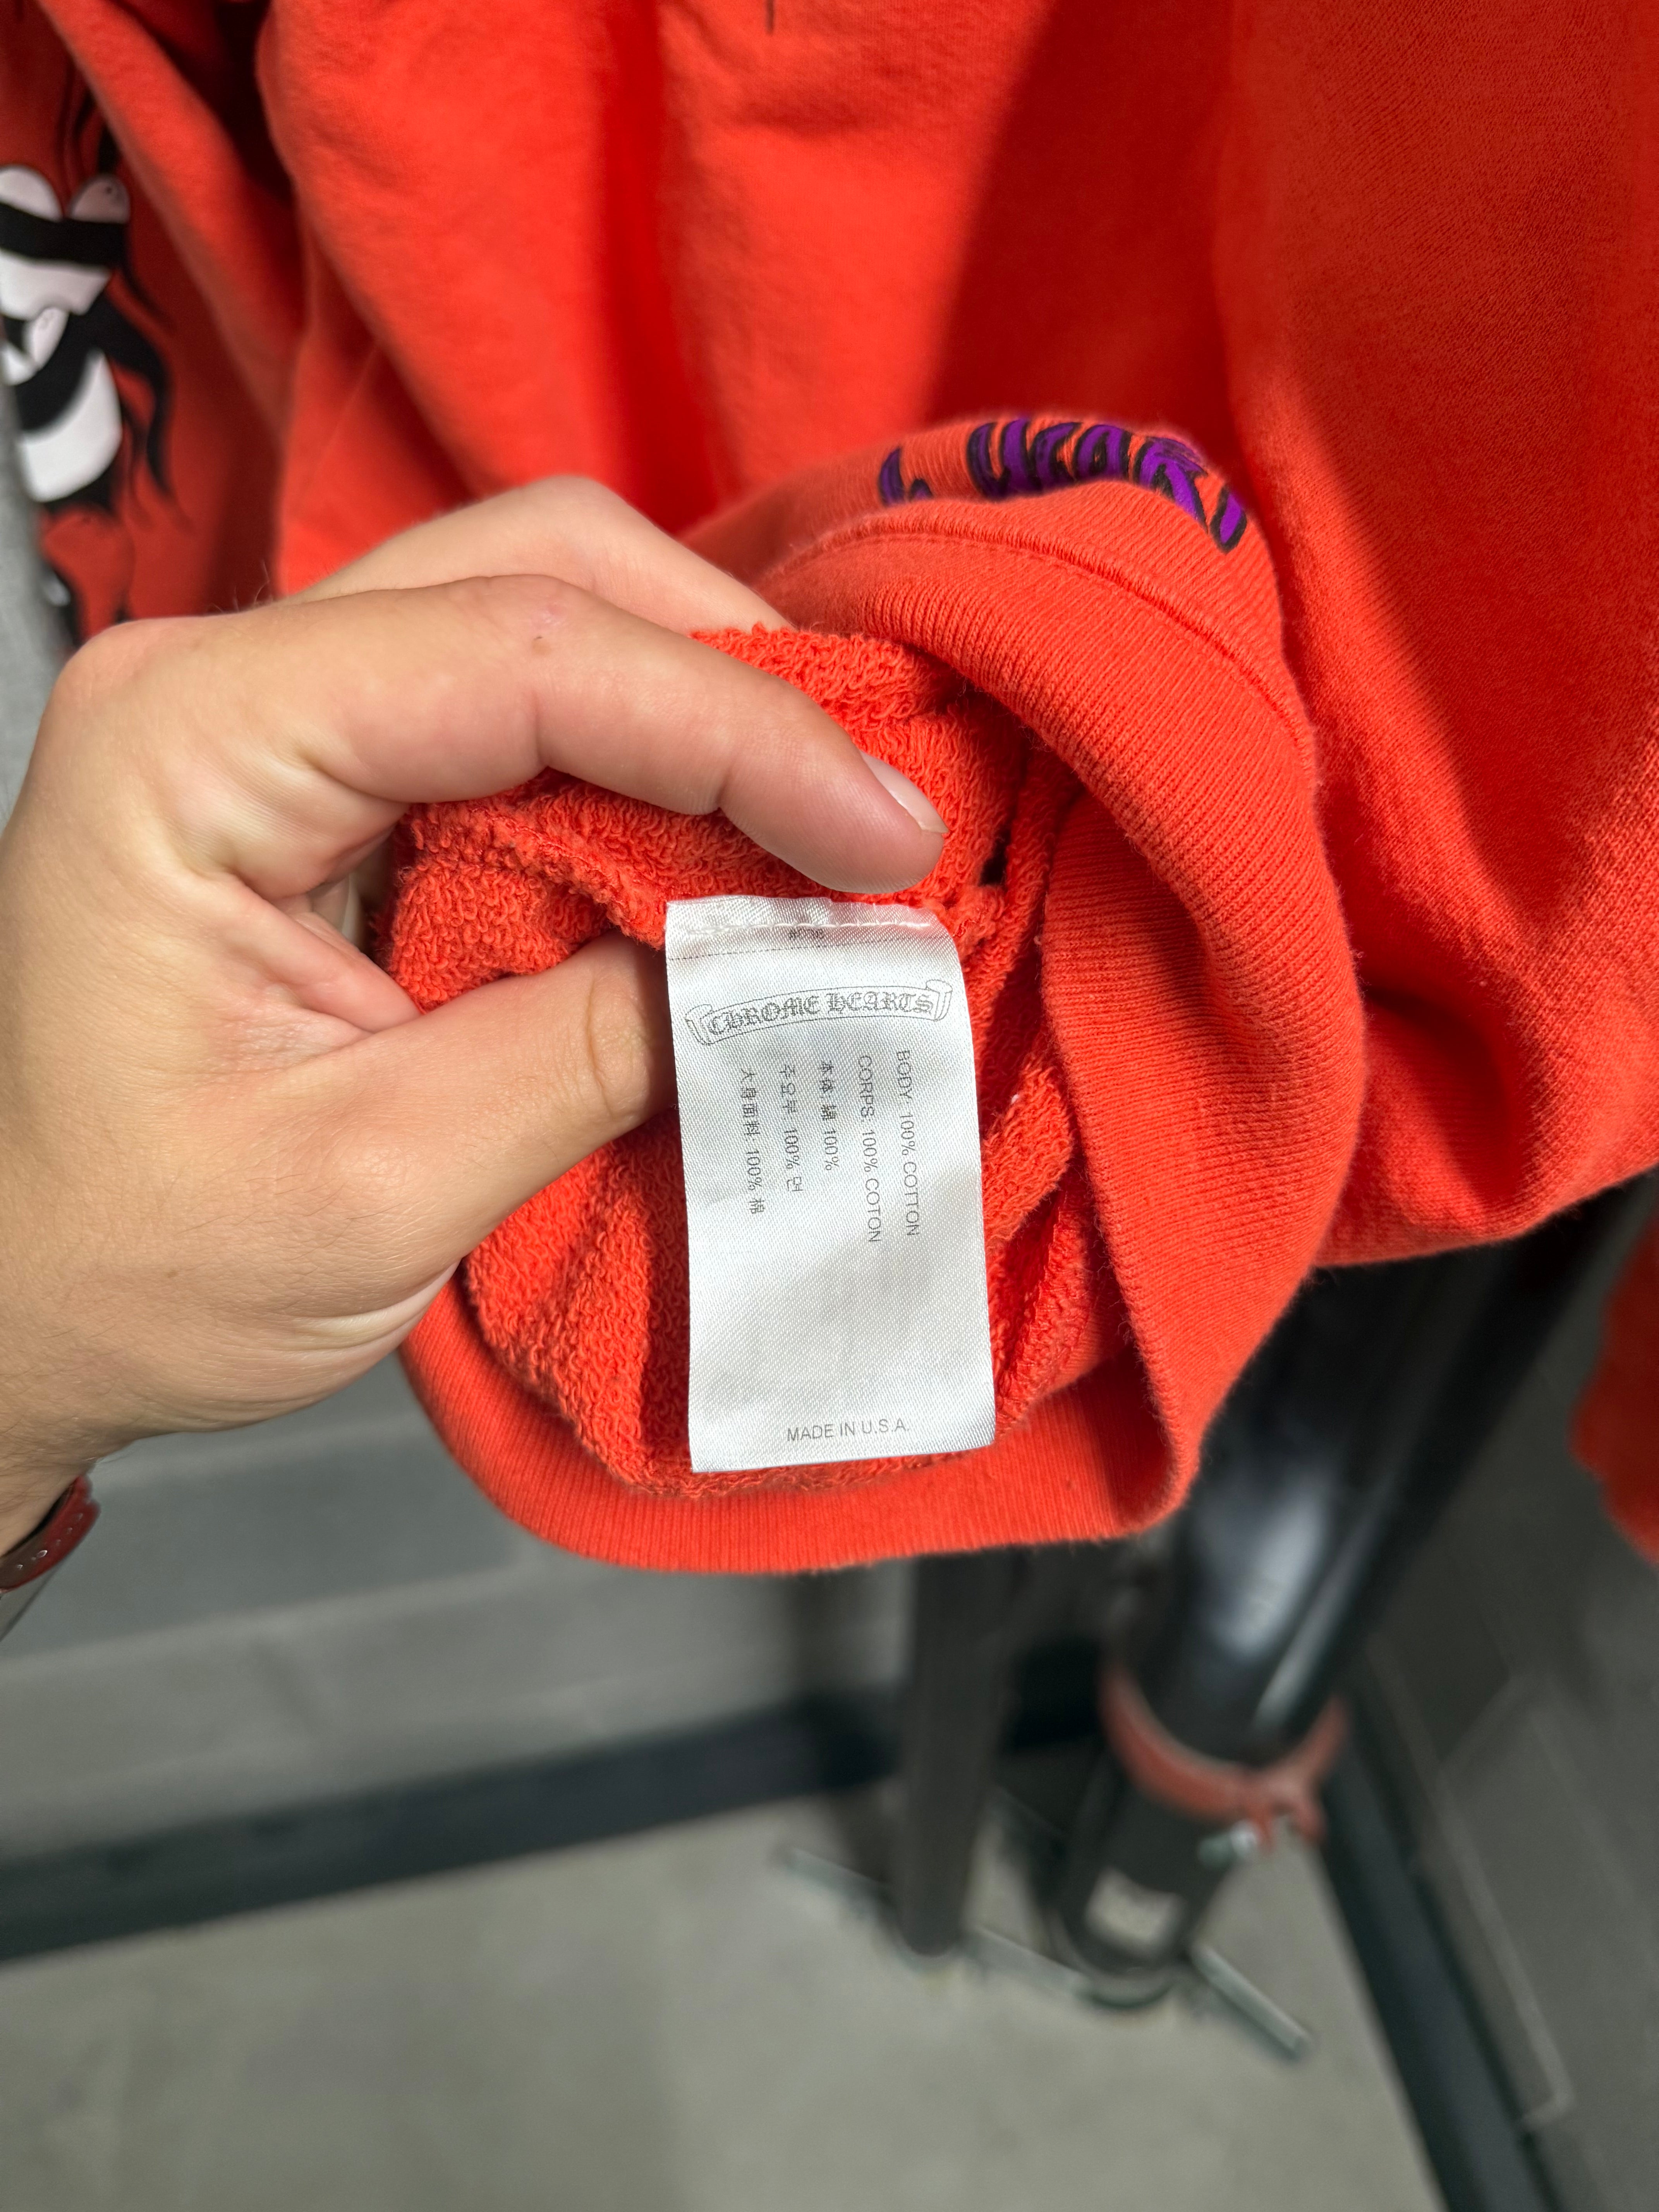 CHROME HEARTS
BODY: 100% COTTON
CORPS: 100% COTON
本体: 綿 100%
주요부: 100% 면
大身面料: 100% 棉
MADE IN U.S.A.